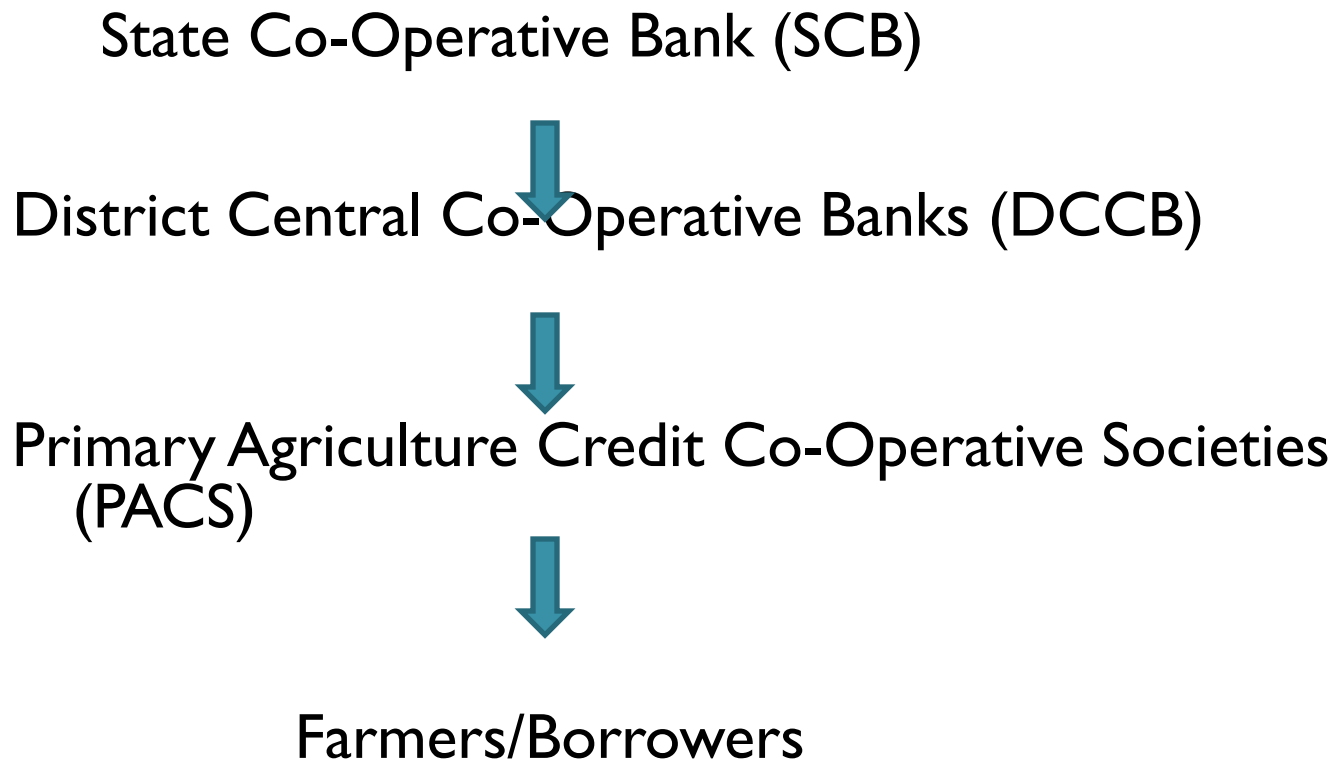 State Co-Operative Bank (SCB)
District Central Co-Operative Banks (DCCB)
Primary Agriculture Credit Co-Operative Societies
(PACS)
Farmers/Borrowers